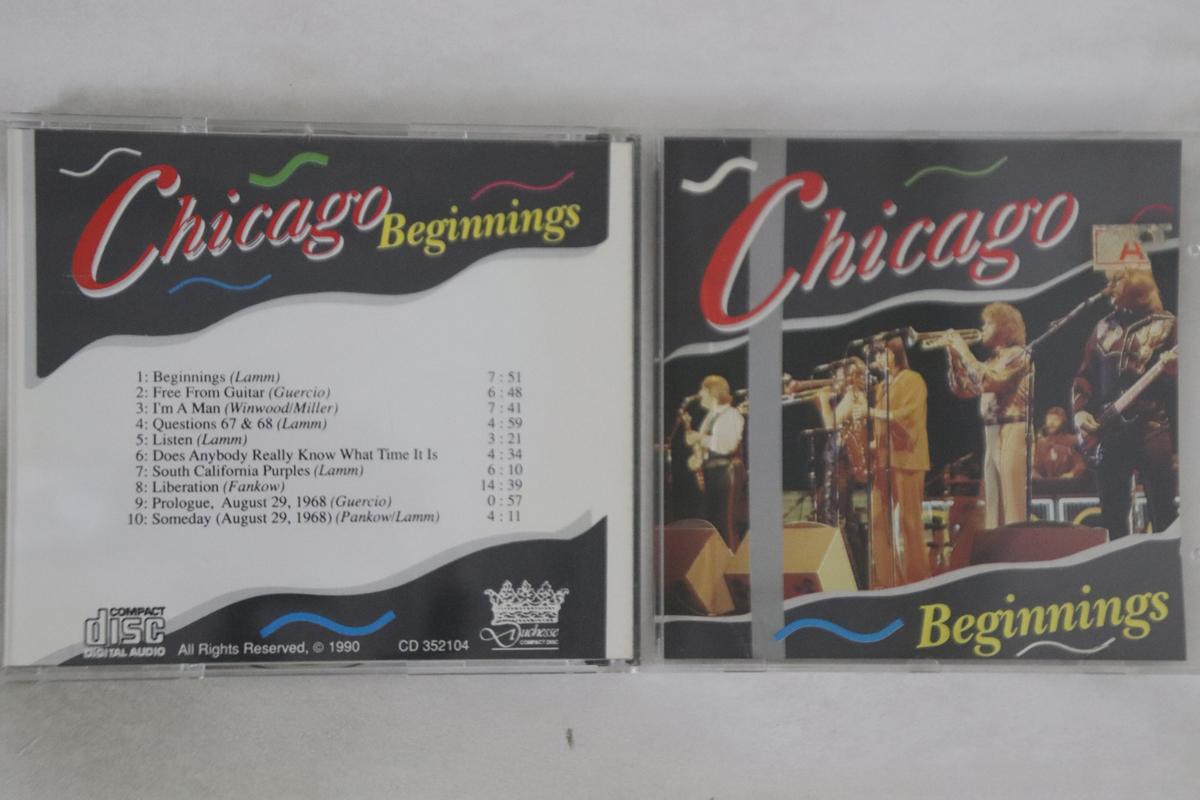 Chicago
Beginnings
1: Beginnings (Lamm) 7 : 51
2: Free From Guitar (Guercio) 6 : 48
3: I'm A Man (Winwood/Miller) 7 : 41
4: Questions 67 & 68 (Lamm) 4 : 59
5: Listen (Lamm) 3 : 21
6: Does Anybody Really Know What Time It Is 4 : 34
7: South California Purples (Lamm) 6 : 10
8: Liberation (Fankow) 14 : 39
9: Prologue, August 29, 1968 (Guercio) 0 : 57
10: Someday (August 29, 1968) (Pankow/Lamm) 4 : 11
COMPACT
disc
DIGITAL AUDIO
All Rights Reserved, © 1990
CD 352104
Duchesse
COMPACT DISC
Chicago
A
Beginnings